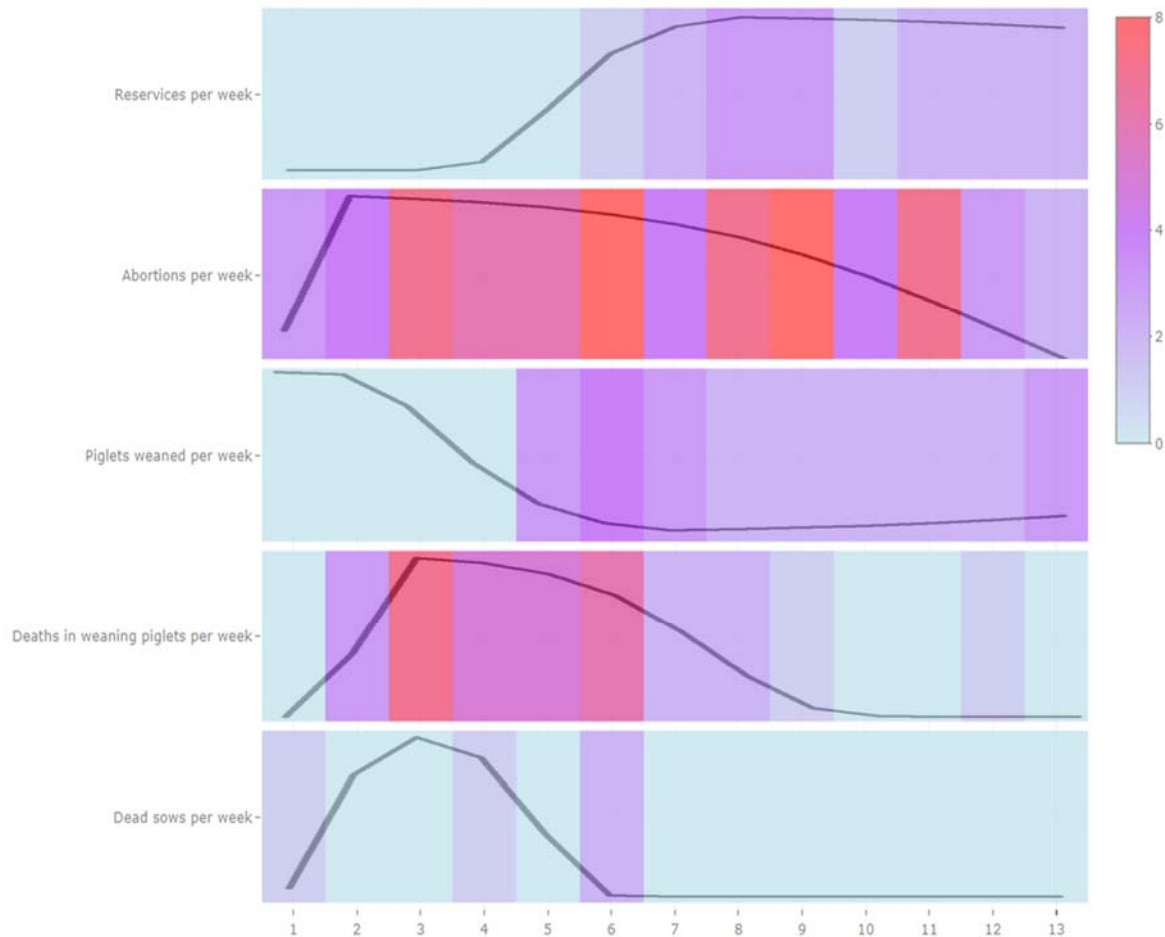 8
6
4
2
0
Reservices per week
Abortions per week
Piglets weaned per week
Deaths in weaning piglets per week
Dead sows per week
1 2 3 4 5 6 7 8 9 10 11 12 13